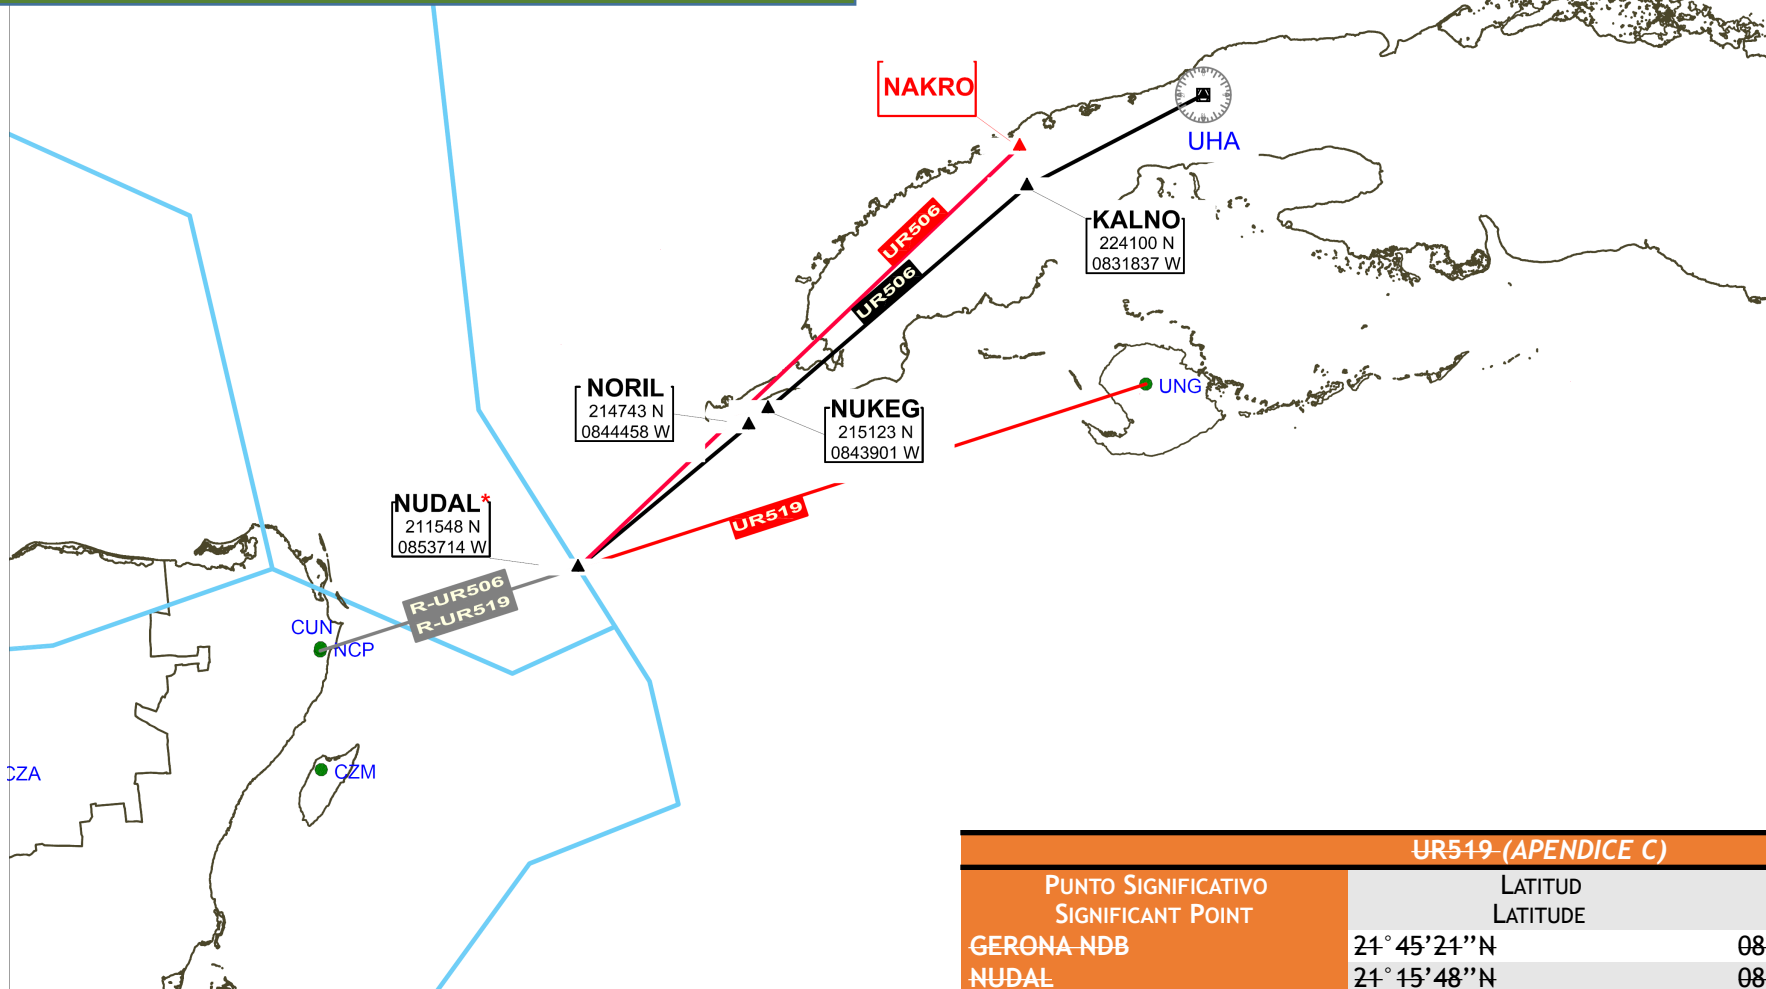 NAKRO
UHA
UR506
KALNO
224100 N
0831837 W
UR506
NORIL
214743 N
0844458 W
UNG
NUKEG
215123 N
0843901 W
NUDAL*
211548 N
0853714 W
UR519
R-UR506
R-UR519
CUN
NCP
CZM
CZA
UR519 (APENDICE C)
PUNTO SIGNIFICATIVO
SIGNIFICANT POINT
LATITUD
LATITUDE
GERONA NDB 21°45’21’’N 08
NUDAL 21°15’48’’N 08